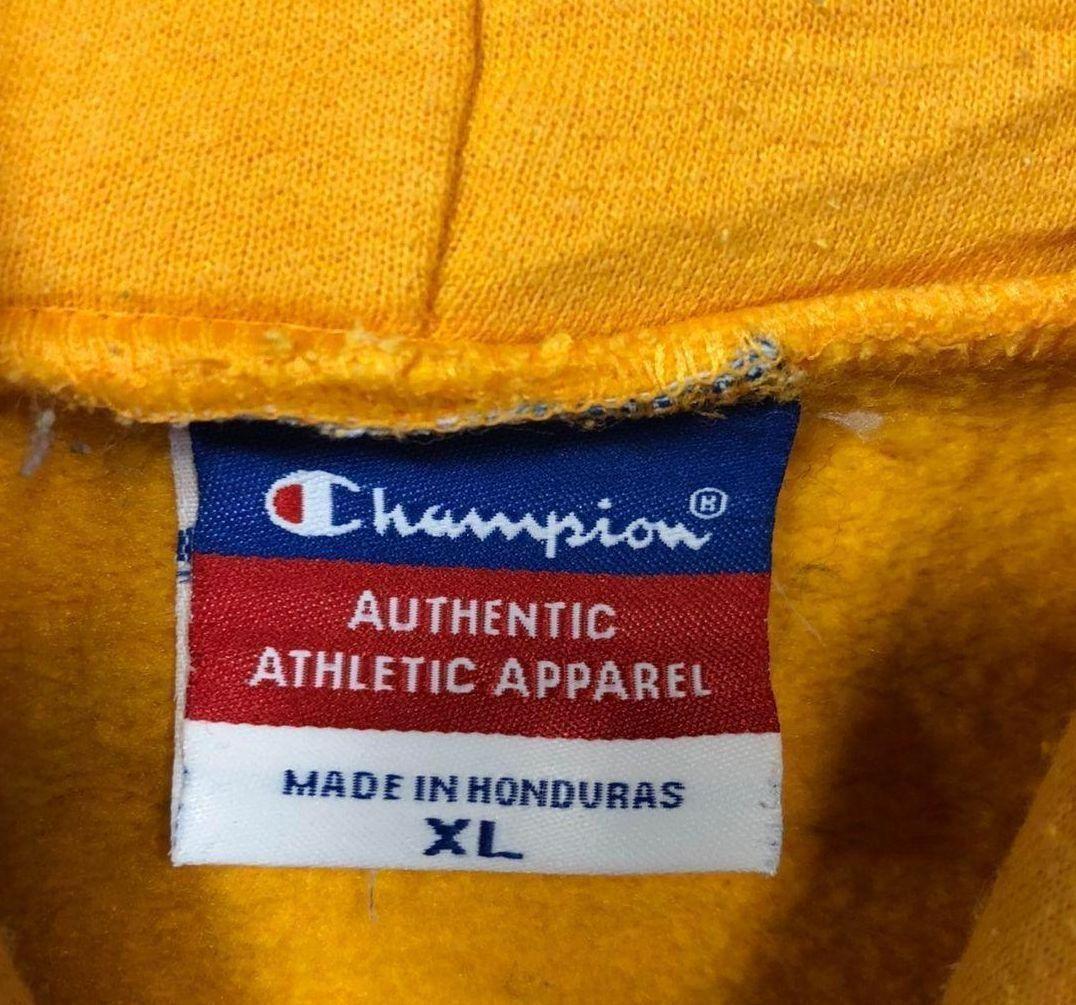 Champion®
AUTHENTIC
ATHLETIC APPAREL
MADE IN HONDURAS
XL